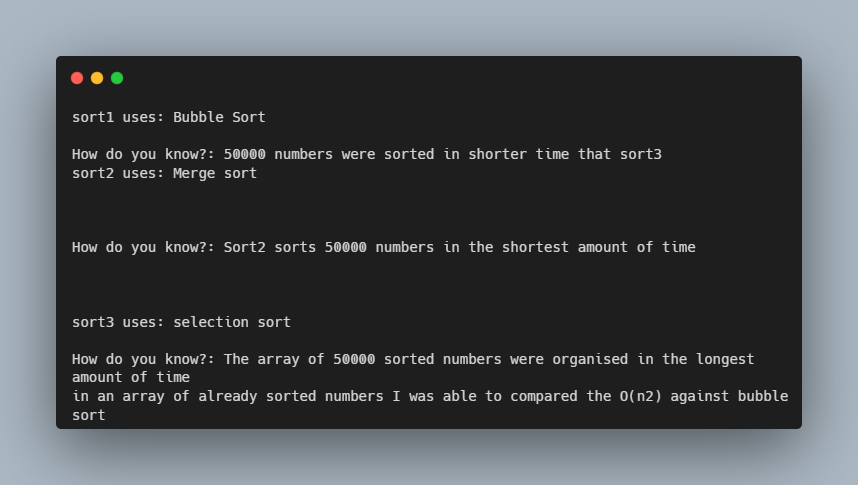 sort1 uses: Bubble Sort
How do you know?: 50000 numbers were sorted in shorter time that sort3
sort2 uses: Merge sort
How do you know?: Sort2 sorts 50000 numbers in the shortest amount of time
sort3 uses: selection sort
How do you know?: The array of 50000 sorted numbers were organised in the longest
amount of time
in an array of already sorted numbers I was able to compared the O(n2) against bubble
sort